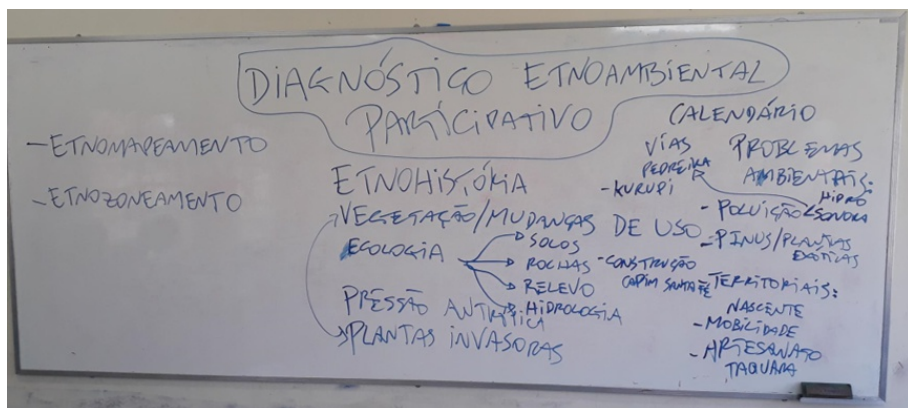 DIAGNÓSTICO ETNOAMBIENTAL
PARTICIPATIVO
- ETNOMAPEAMENTO
- ETNOZONEAMENTO
ETNOHISTÓRIA
VEGETAÇÃO/MUDANÇAS DE USO
ECOLOGIA
SOLOS
ROCHAS - CONSTRUÇÃO
CAPIM SANTA FÉ
RELEVO
HIDROLOGIA
PRESSÃO ANTRÓPICA
PLANTAS INVASORAS
CALENDÁRIO
VIAS
PEDREIRA
- KURUPI
PROBLEMAS
AMBIENTAIS:
- POLUIÇÃO
HIDRO
SONORA
- PINUS/PLANTAS
EXÓTICAS
- TERRITORIAIS:
NASCENTE
- MOBILIDADE
- ARTESANATO
TAQUARA